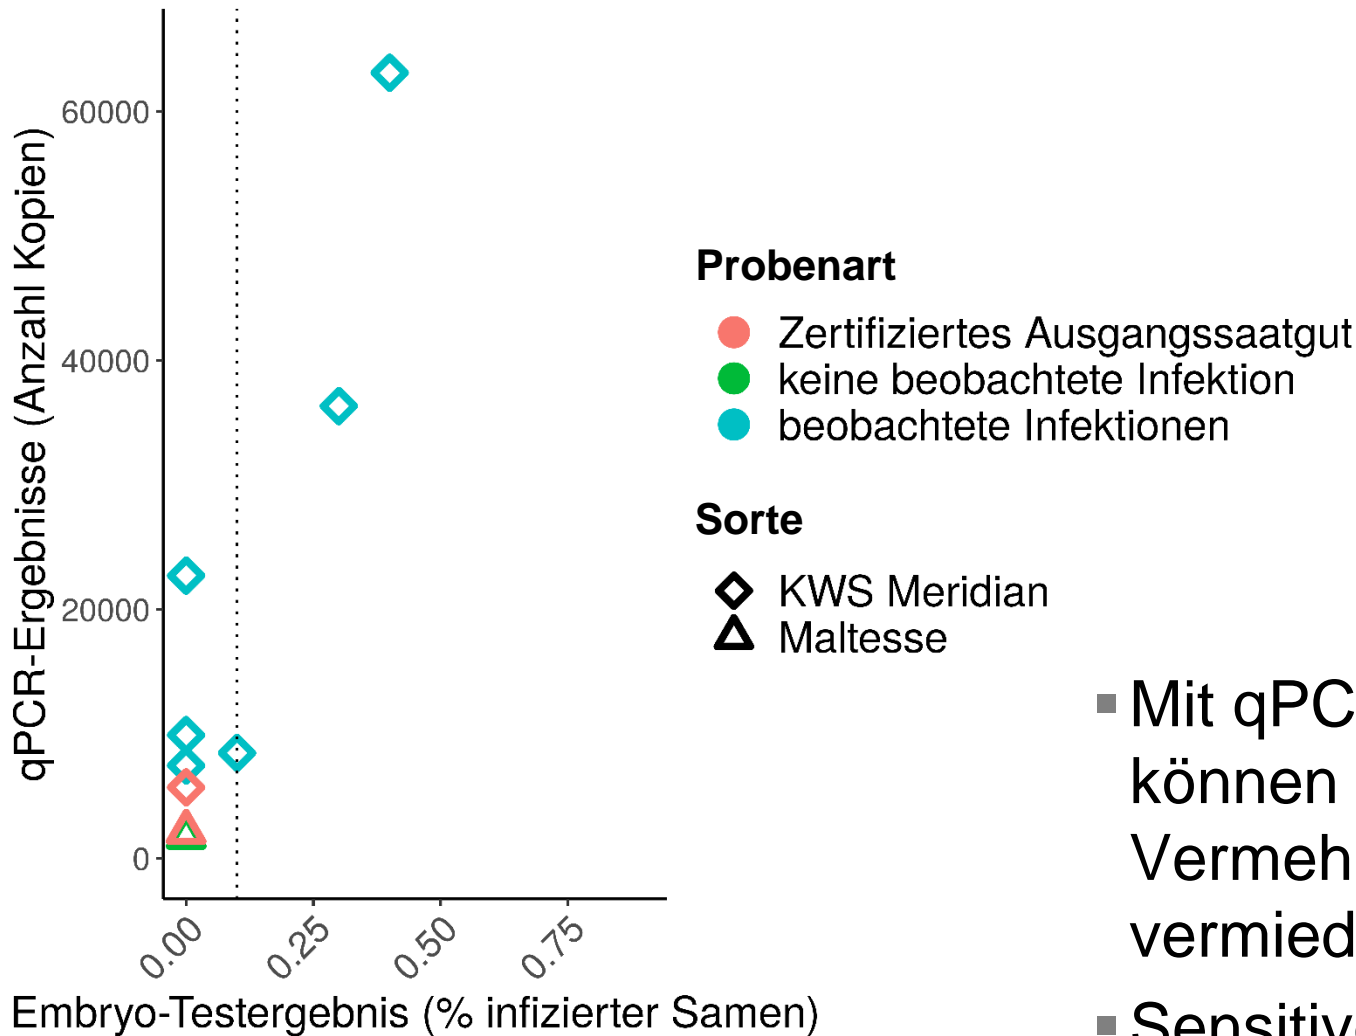 qPCR-Ergebnisse (Anzahl Kopien)
60000
40000
20000
0
0.00
0.25
0.50
0.75
Embryo-Testergebnis (% infizierter Samen)
Probenart
Zertifiziertes Ausgangssaatgut
keine beobachtete Infektion
beobachtete Infektionen
Sorte
KWS Meridian
Maltesse
Mit qPC
können
Vermeh
vermied
Sensitiv